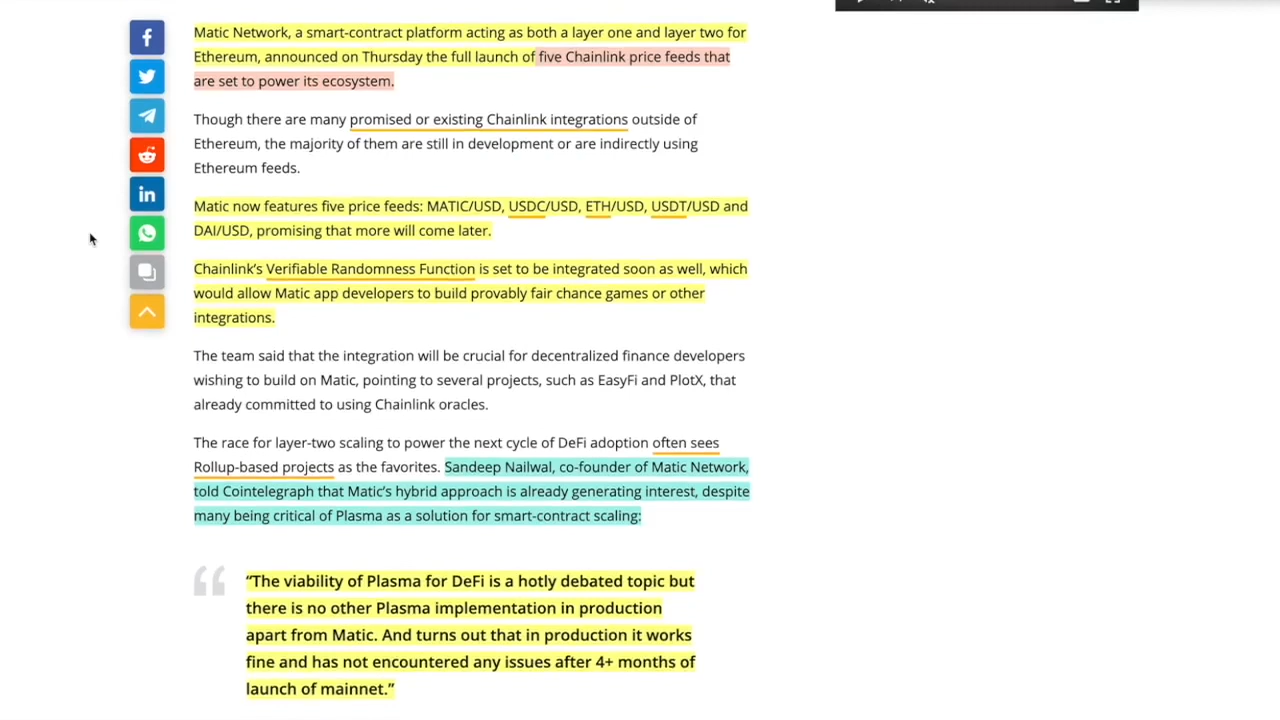 Matic Network, a smart-contract platform acting as both a layer one and layer two for
Ethereum, announced on Thursday the full launch of five Chainlink price feeds that
are set to power its ecosystem.
Though there are many promised or existing Chainlink integrations outside of
Ethereum, the majority of them are still in development or are indirectly using
Ethereum feeds.
Matic now features five price feeds: MATIC/USD, USDC/USD, ETH/USD, USDT/USD and
DAI/USD, promising that more will come later.
Chainlink’s Verifiable Randomness Function is set to be integrated soon as well, which
would allow Matic app developers to build provably fair chance games or other
integrations.
The team said that the integration will be crucial for decentralized finance developers
wishing to build on Matic, pointing to several projects, such as EasyFi and PlotX, that
already committed to using Chainlink oracles.
The race for layer-two scaling to power the next cycle of DeFi adoption often sees
Rollup-based projects as the favorites. Sandeep Nailwal, co-founder of Matic Network,
told Cointelegraph that Matic’s hybrid approach is already generating interest, despite
many being critical of Plasma as a solution for smart-contract scaling:
“The viability of Plasma for DeFi is a hotly debated topic but
there is no other Plasma implementation in production
apart from Matic. And turns out that in production it works
fine and has not encountered any issues after 4+ months of
launch of mainnet.”